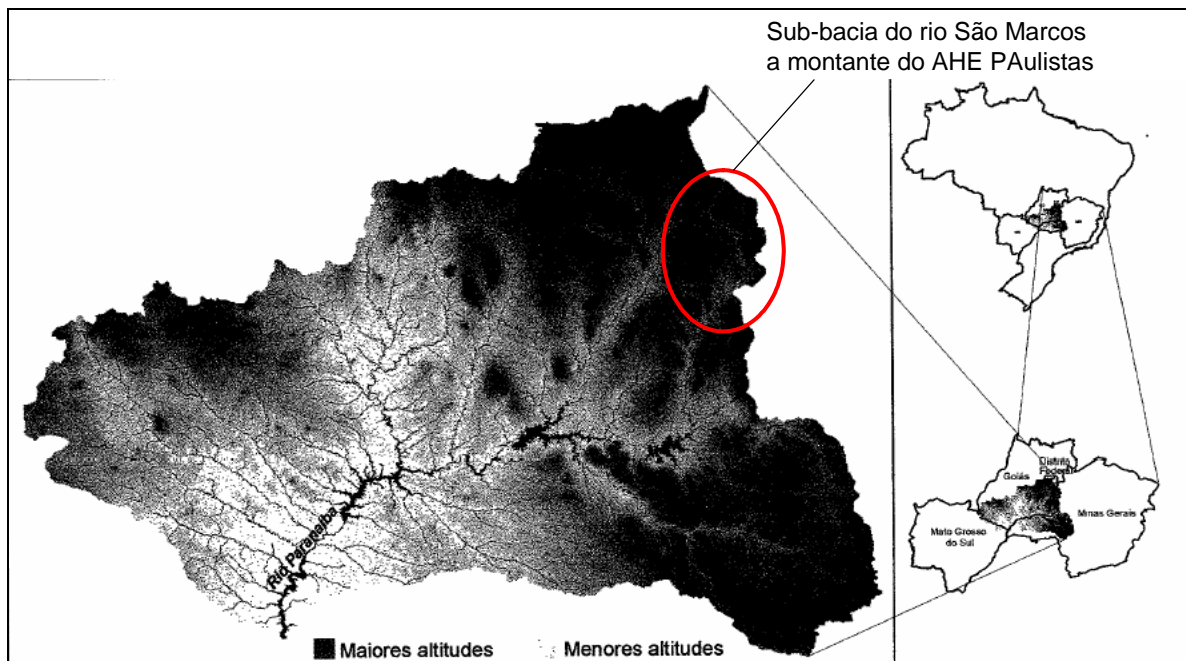 Sub-bacia do rio São Marcos
a montante do AHE PAulistas
Rio Paranaíba
Goiás
Distrito
Federal
Minas Gerais
Mato Grosso
do Sul
Maiores altitudes
Menores altitudes